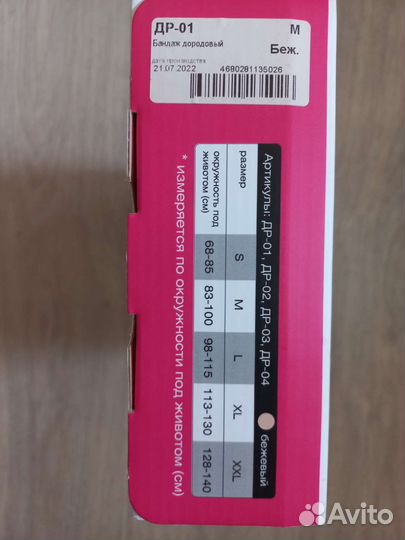 ДР-01 М
Бандаж дородовый Беж.
дата производства
21.07.2022 4680281135026
Артикулы: ДР-01, ДР-02, ДР-03, ДР-04 бежевый
размер S M L XL XXL
окружность под животом (см) 68-85 83-100 98-115 113-130 128-140
* измеряется по окружности под животом (см)
Avito